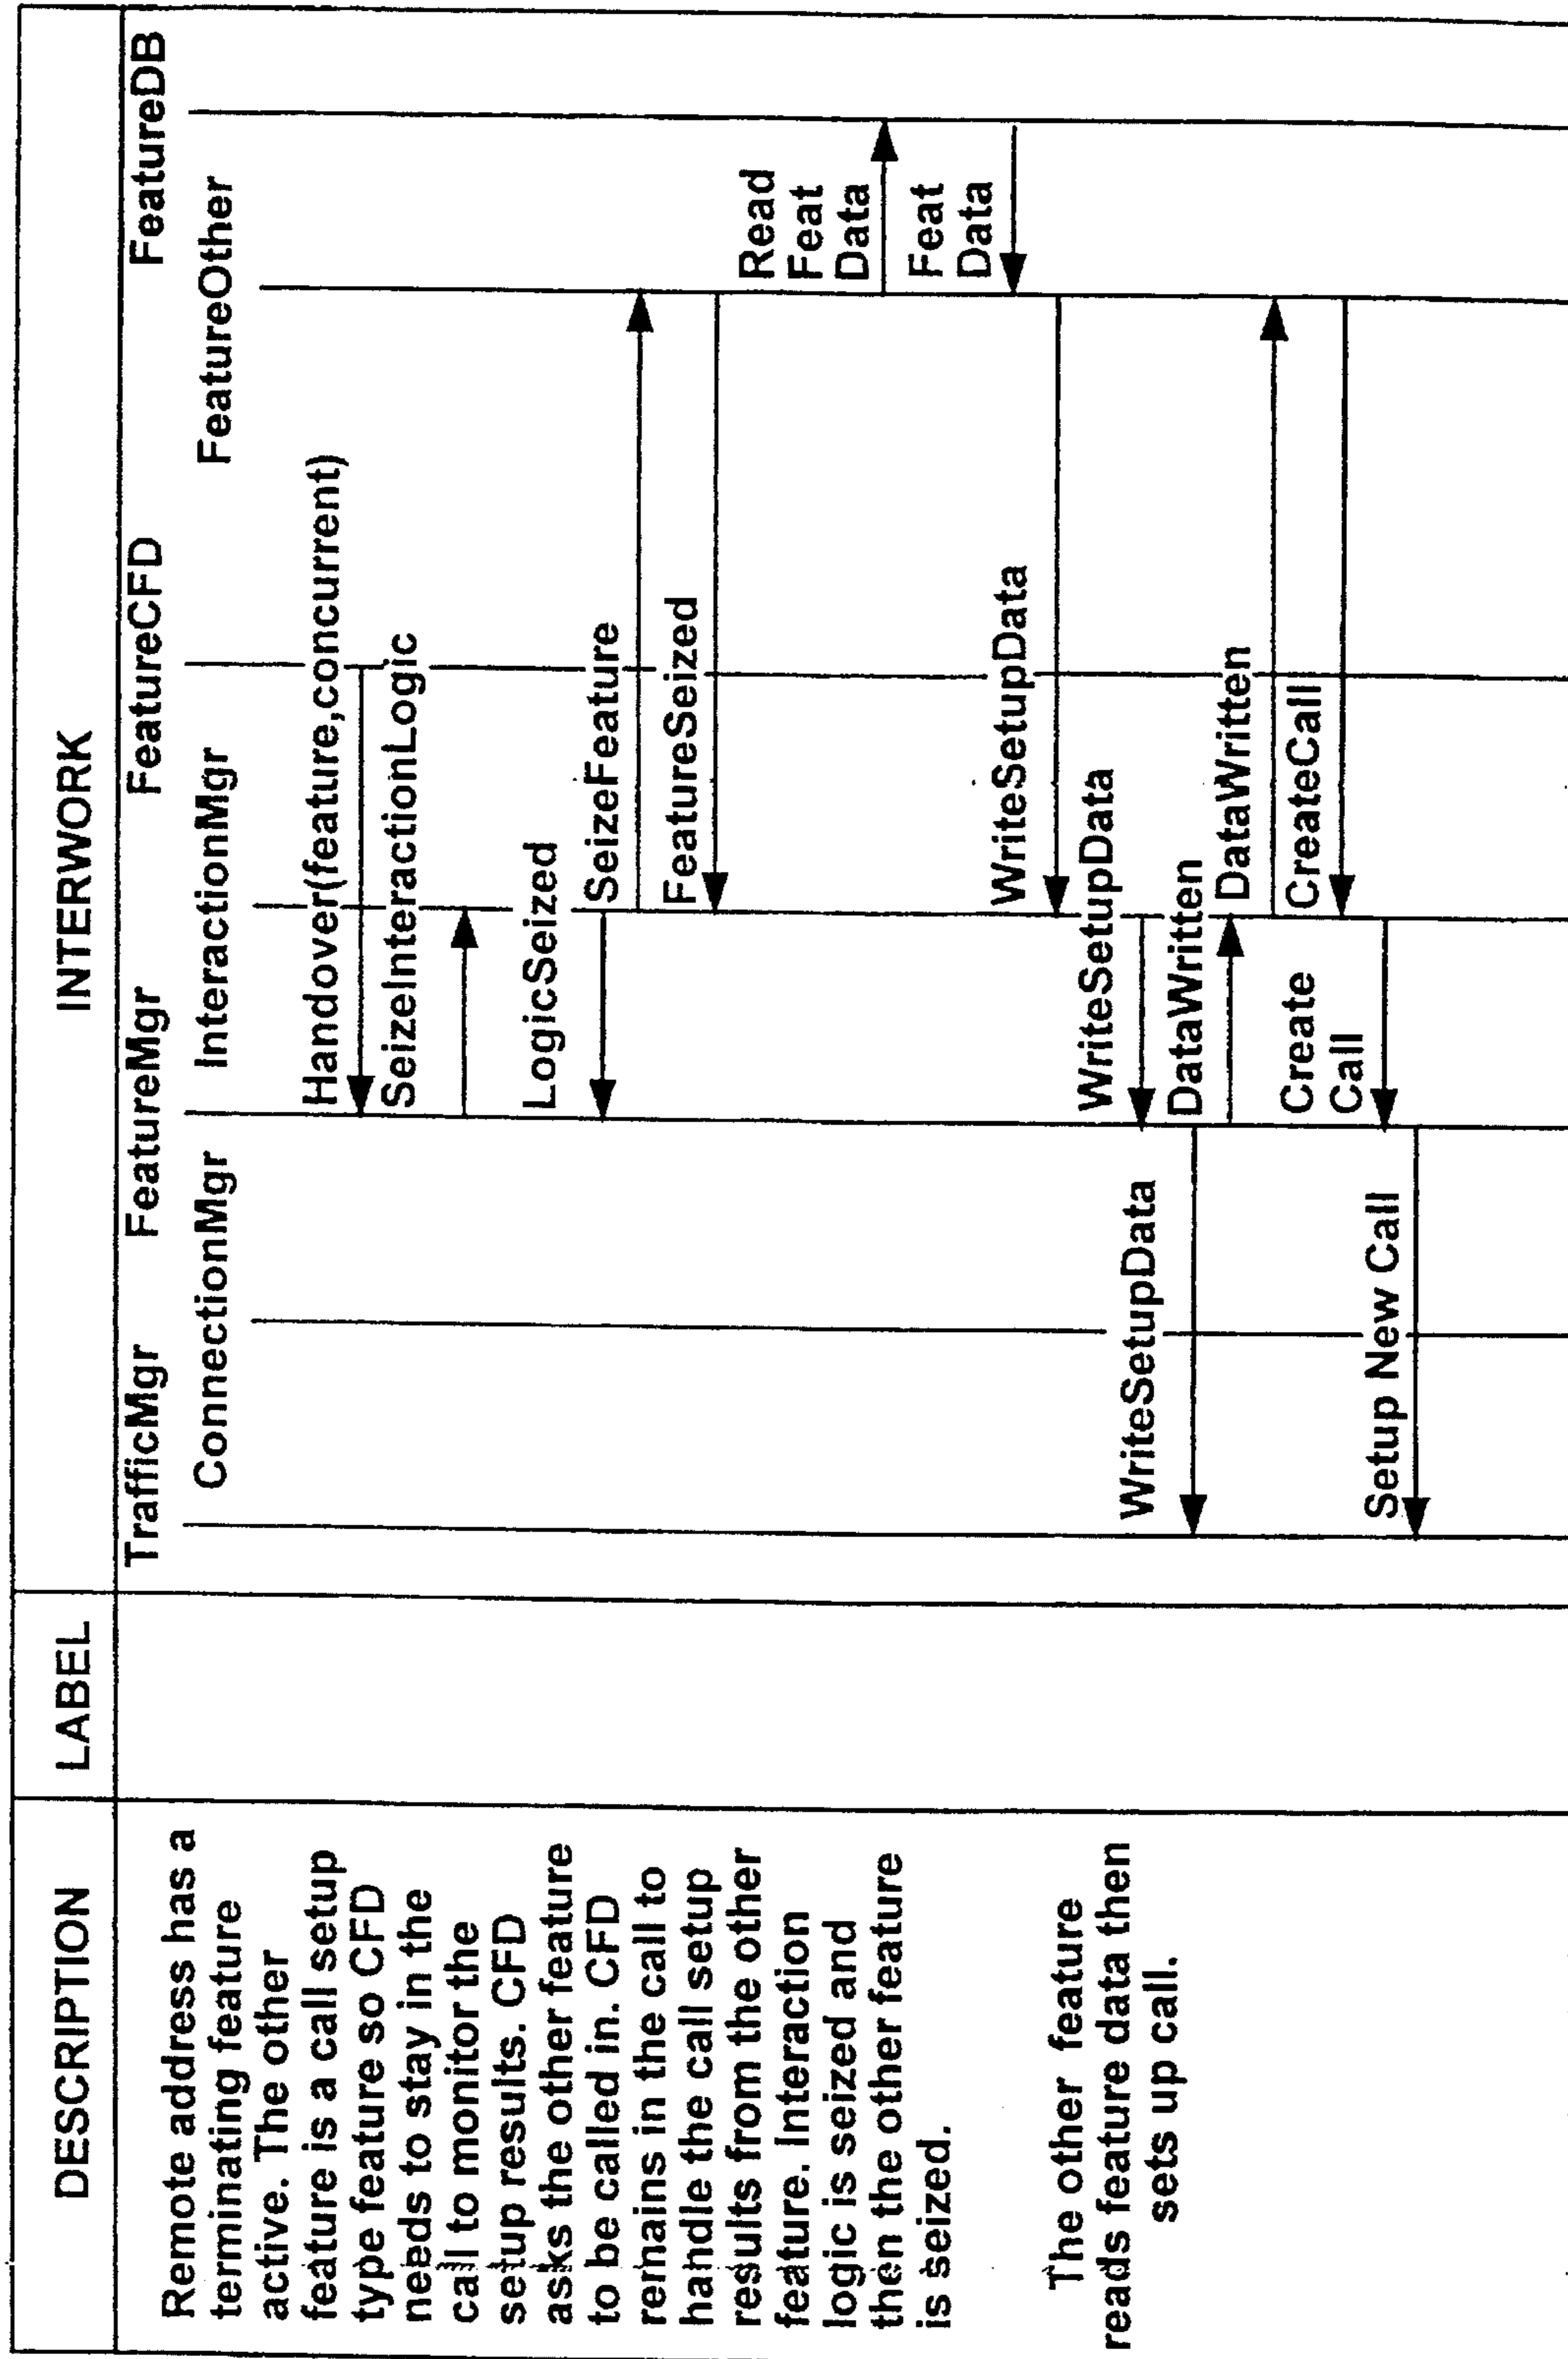 DESCRIPTION
LABEL
INTERWORK
Remote address has a
terminating feature
active. The other
feature is a call setup
type feature so CFD
needs to stay in the
call to monitor the
setup results. CFD
asks the other feature
to be called in. CFD
remains in the call to
handle the call setup
results from the other
feature. Interaction
logic is seized and
then the other feature
is seized.
The other feature
reads feature data then
sets up call.
TrafficMgr
ConnectionMgr
FeatureMgr
InteractionMgr
FeatureCFD
FeatureOther
FeatureDB
Handover(feature,concurrent)
SeizeInteractionLogic
LogicSeized
SeizeFeature
FeatureSeized
Read
Feat
Data
Feat
Data
WriteSetupData
WriteSetupData
WriteSetupData
DataWritten
DataWritten
CreateCall
Create
Call
Setup New Call